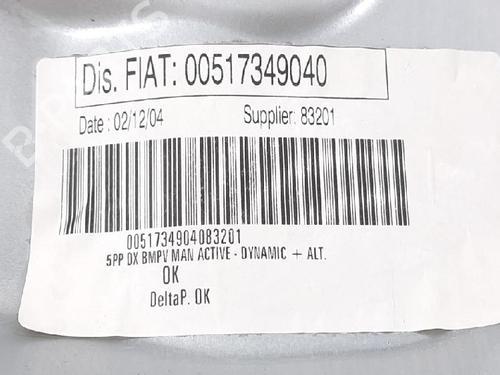 Dis. FIAT: 00517349040
Date : 02/12/04 Supplier: 83201
0051734904083201
5PP DX BMPV MAN ACTIVE - DYNAMIC + ALT.
OK
DeltaP. OK